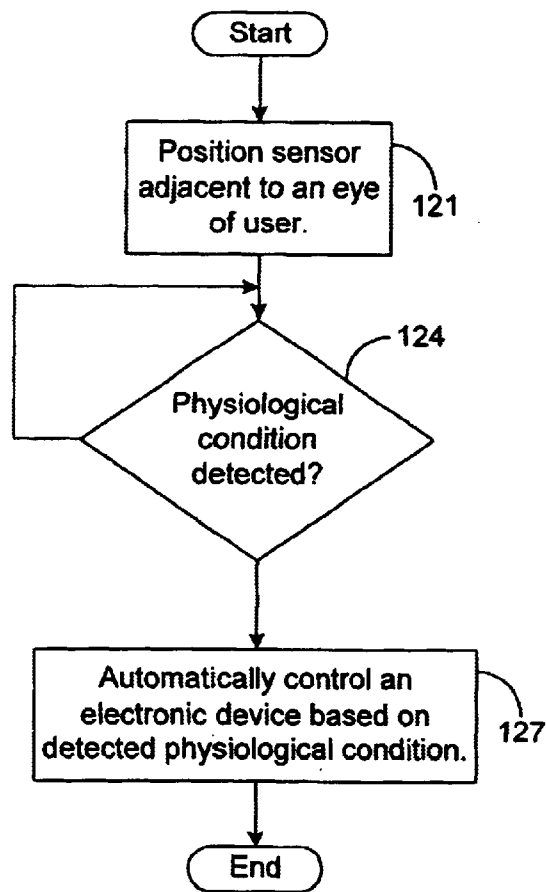 Start
Position sensor
adjacent to an eye
of user.
121
124
Physiological
condition
detected?
Automatically control an
electronic device based on
detected physiological condition.
127
End